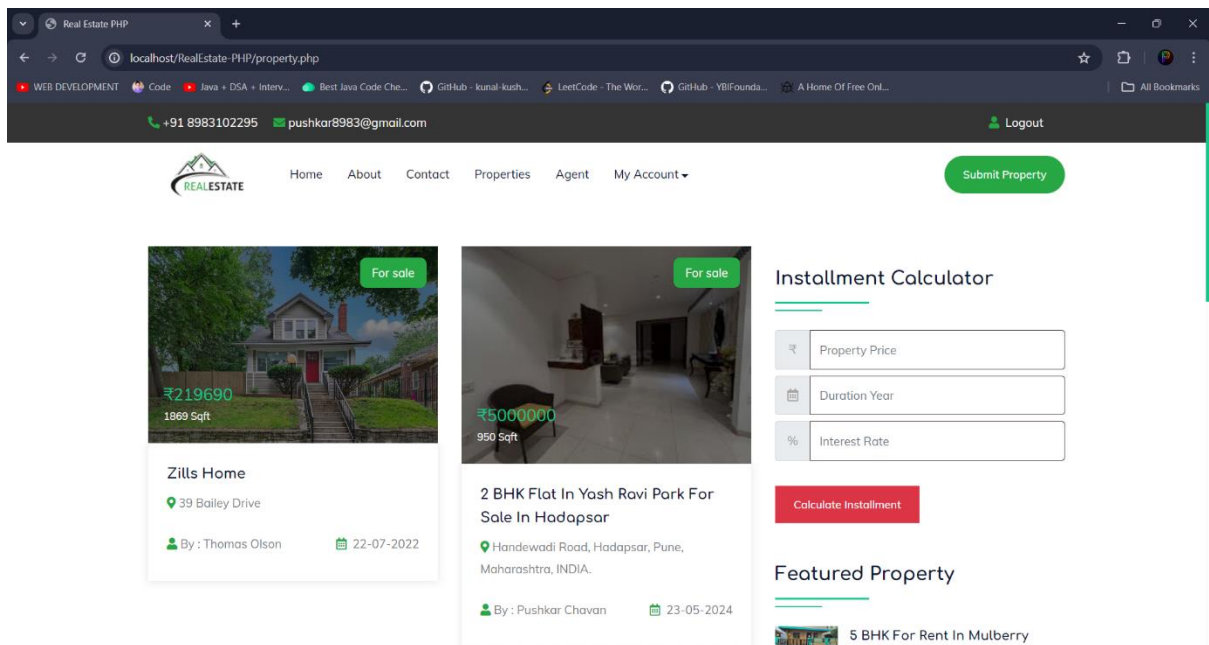 Real Estate PHP
localhost/RealEstate-PHP/property.php
WEB DEVELOPMENT
Code
Java + DSA + Interv...
Best Java Code Che...
GitHub - kunal-kush...
LeetCode - The Wor...
GitHub - YBIFounda...
A Home Of Free Onl...
All Bookmarks
+91 8983102295
pushkar8983@gmail.com
Logout
REALESTATE
Home
About
Contact
Properties
Agent
My Account
Submit Property
For sale
₹219690
1869 Sqft
Zills Home
39 Bailey Drive
By : Thomas Olson
22-07-2022
For sale
₹5000000
950 Sqft
2 BHK Flat In Yash Ravi Park For
Sale In Hadapsar
Handewadi Road, Hadapsar, Pune,
Maharashtra, INDIA.
By : Pushkar Chavan
23-05-2024
Installment Calculator
₹ Property Price
Duration Year
% Interest Rate
Calculate Installment
Featured Property
5 BHK For Rent In Mulberry